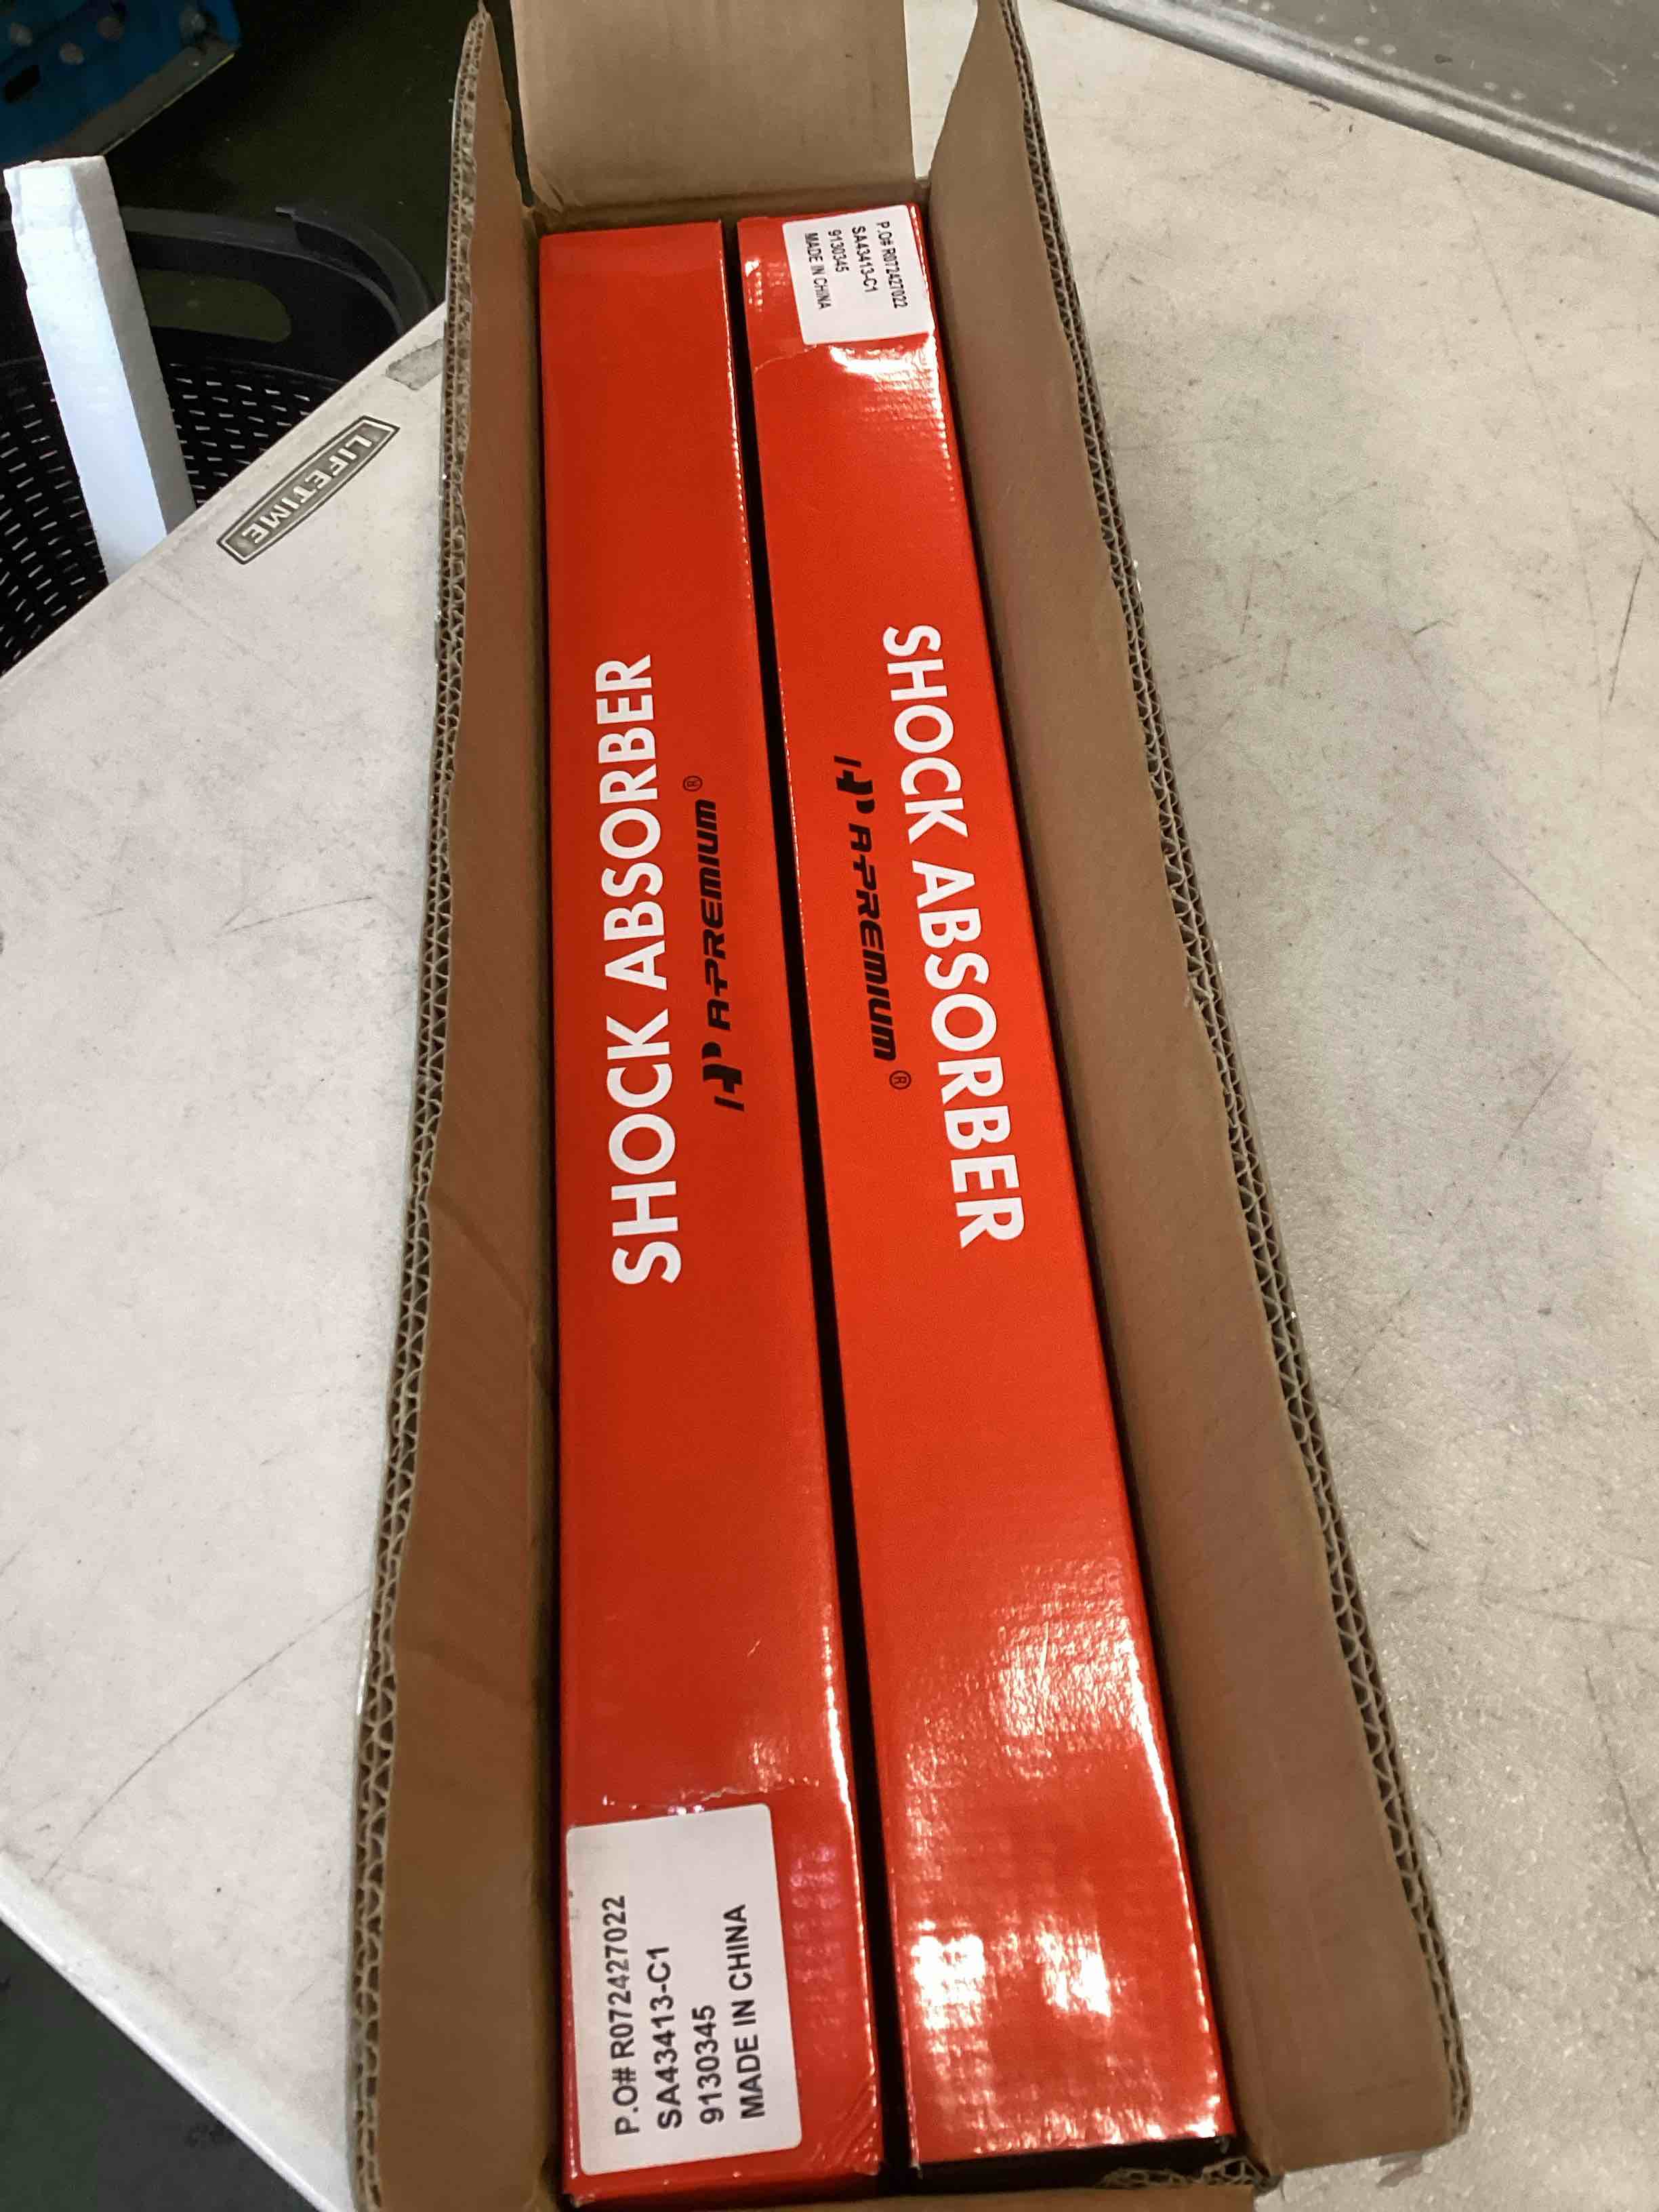 LIFETIME
SHOCK ABSORBER
A-PREMIUM®
P.O# R072427022
SA43413-C1
9130345
MADE IN CHINA
P.O# R072427022
SA43413-C1
9130345
MADE IN CHINA
SHOCK ABSORBER
A-PREMIUM®